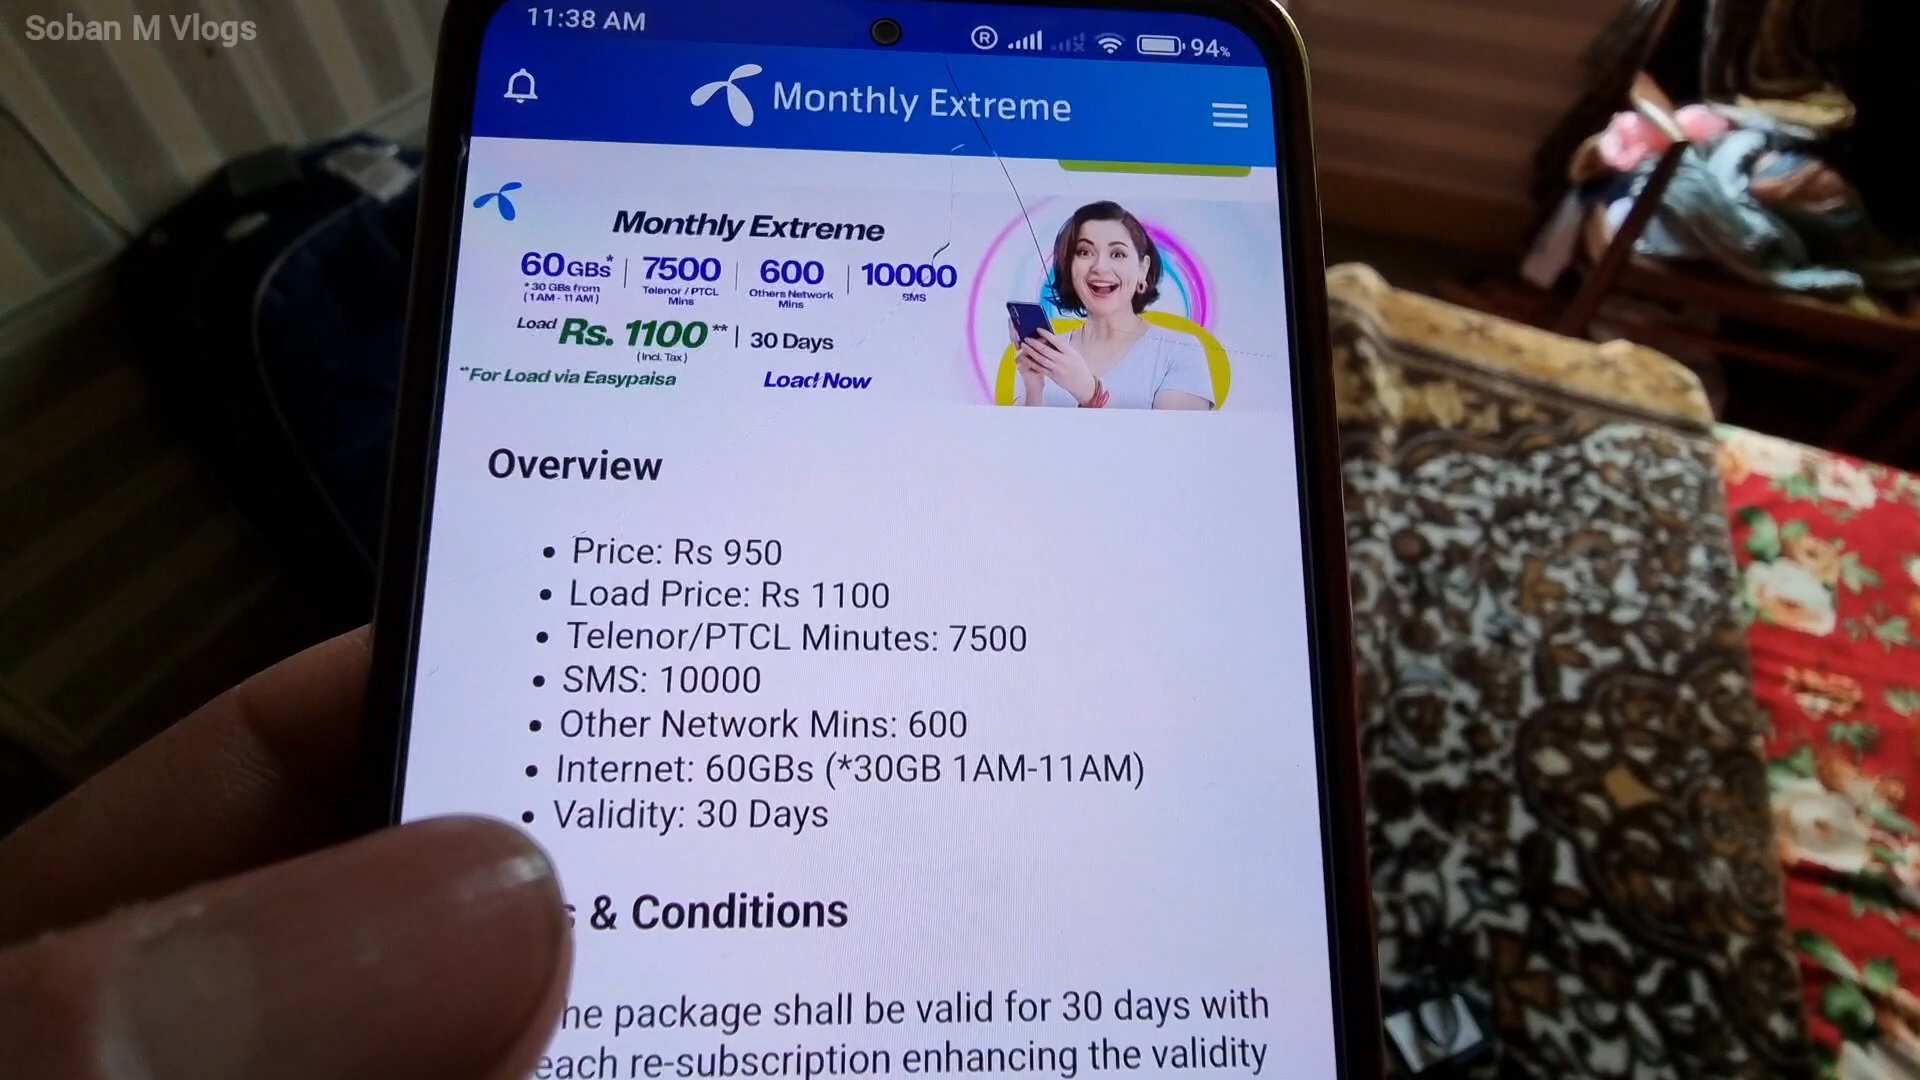 Soban M Vlogs
11:38 AM
R
94%
Monthly Extreme
Monthly Extreme
60GBs* | 7500 | 600 | 10000
* 30 GBs from (1 AM - 11 AM)
Telenor / PTCL Mins
Others Network Mins
SMS
Load Rs. 1100** | 30 Days
(Incl. Tax)
**For Load via Easypaisa
Load Now
Overview
• Price: Rs 950
• Load Price: Rs 1100
• Telenor/PTCL Minutes: 7500
• SMS: 10000
• Other Network Mins: 600
• Internet: 60GBs (*30GB 1AM-11AM)
• Validity: 30 Days
& Conditions
package shall be valid for 30 days with
each re-subscription enhancing the validity